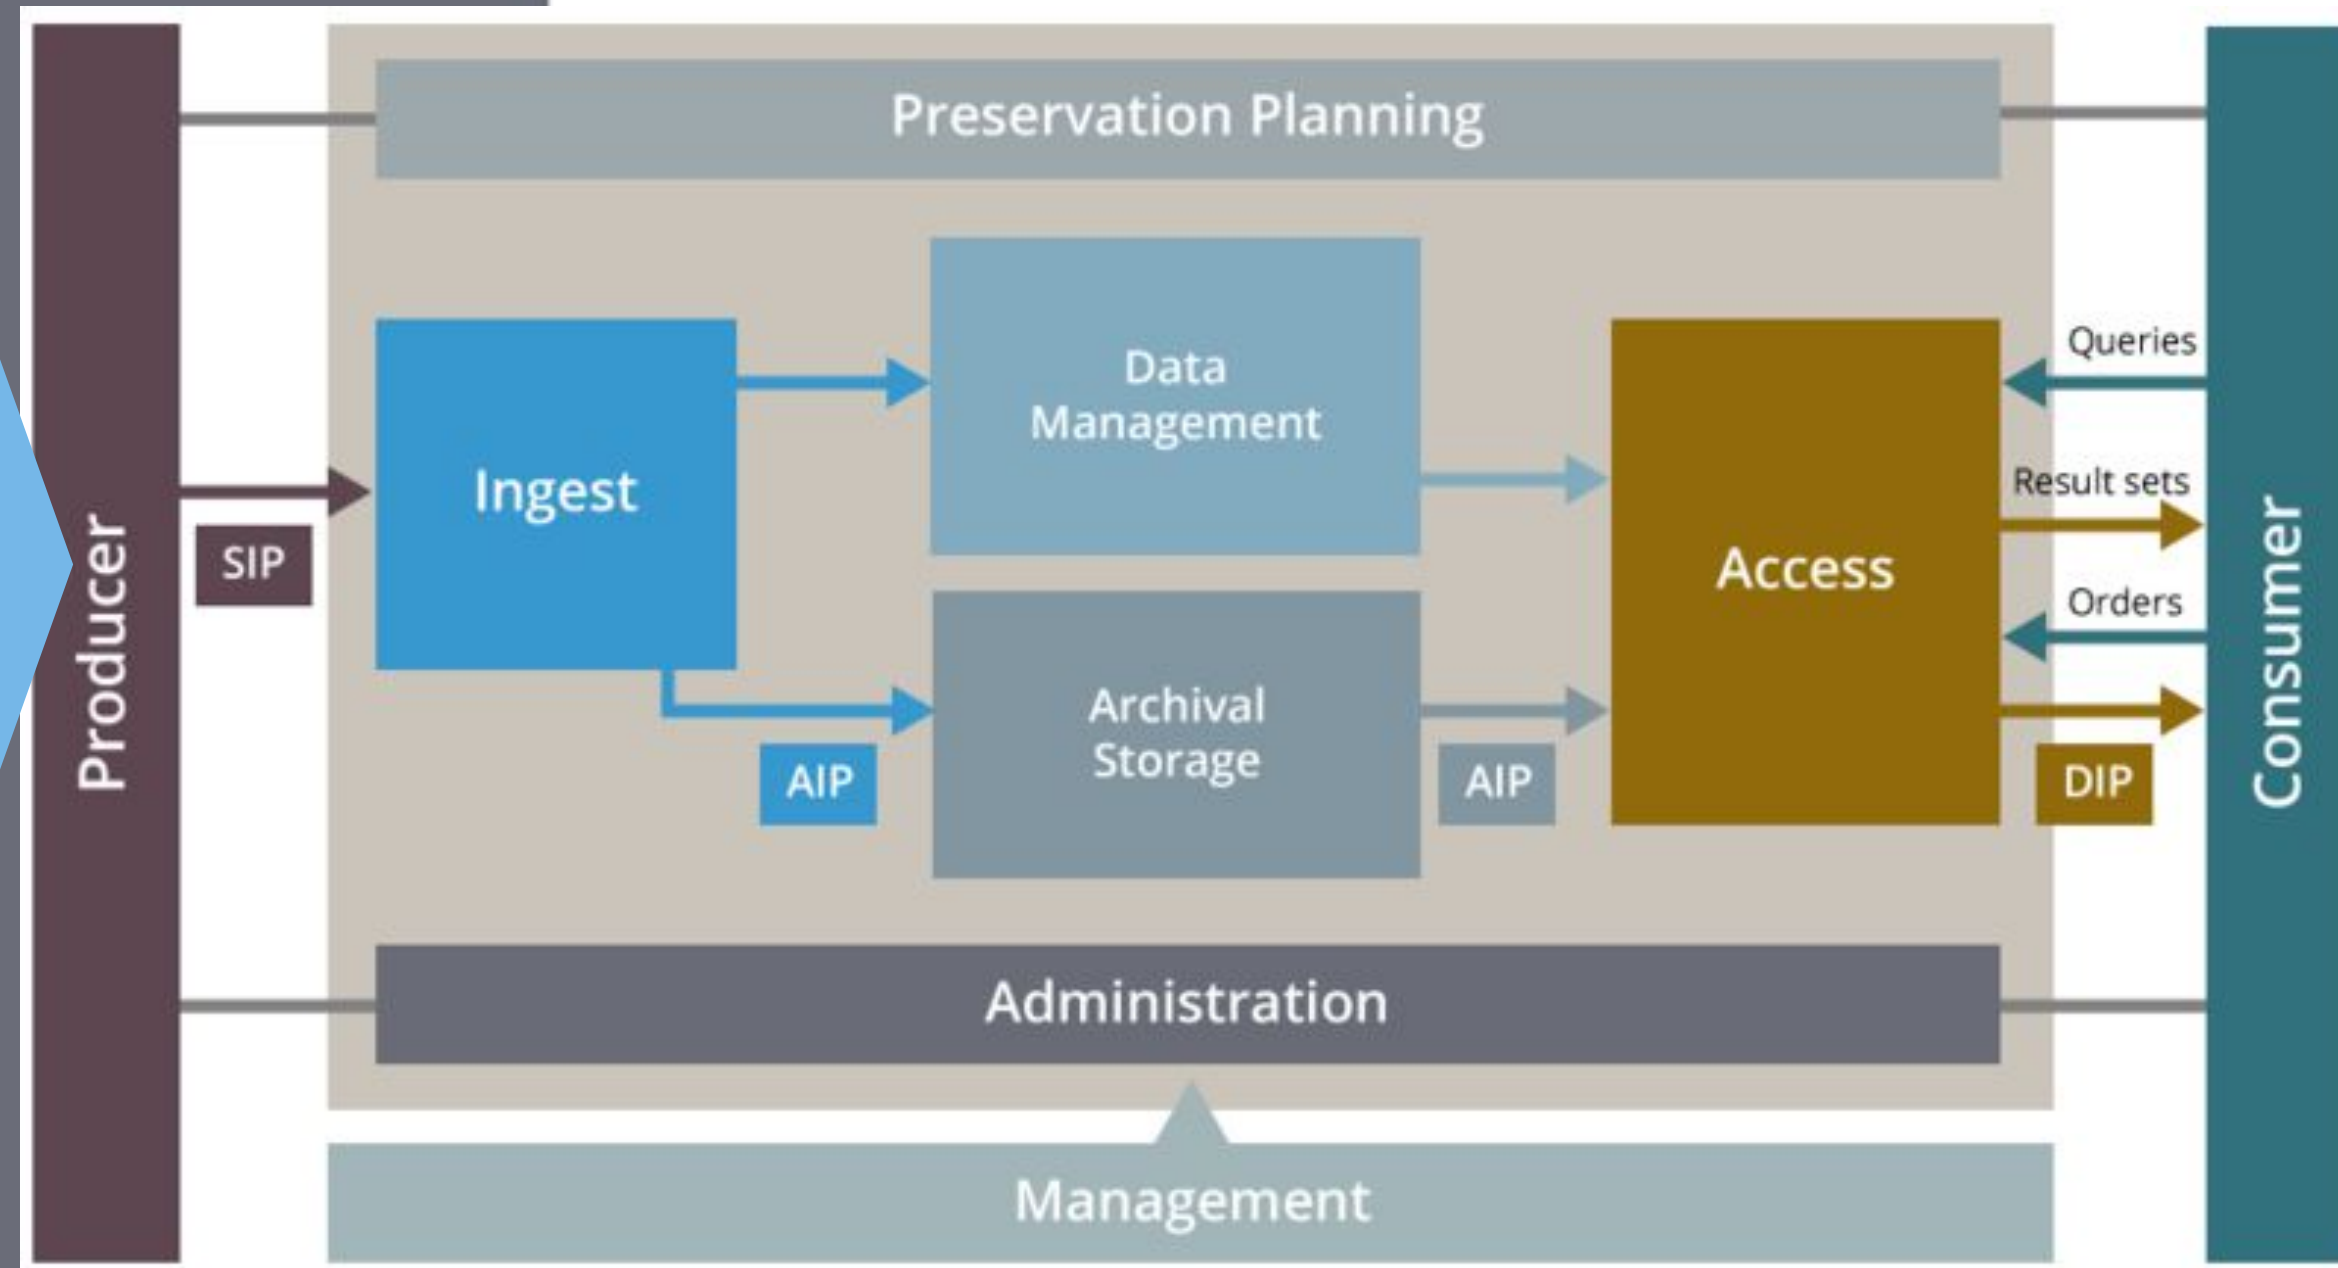 Preservation Planning
Producer
SIP
Ingest
Data
Management
Archival
Storage
AIP
AIP
Access
Queries
Result sets
Orders
DIP
Consumer
Administration
Management